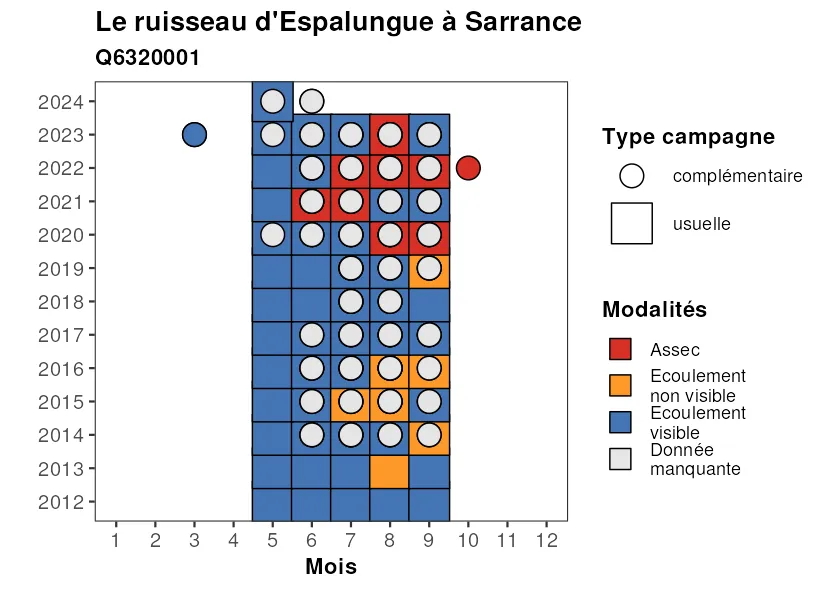 Le ruisseau d'Espalungue à Sarrance
Q6320001
2024
2023
2022
2021
2020
2019
2018
2017
2016
2015
2014
2013
2012
1 2 3 4 5 6 7 8 9 10 11 12
Mois
Type campagne
complémentaire
usuelle
Modalités
Assec
Ecoulement
non visible
Ecoulement
visible
Donnée
manquante